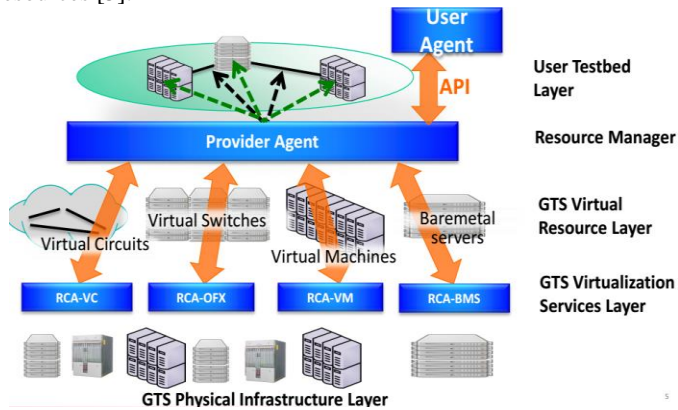 User
Agent
User Testbed
Layer
API
Provider Agent
Resource Manager
Virtual Circuits
Virtual Switches
Virtual Machines
Baremetal
servers
GTS Virtual
Resource Layer
RCA-VC
RCA-OFX
RCA-VM
RCA-BMS
GTS Virtualization
Services Layer
GTS Physical Infrastructure Layer